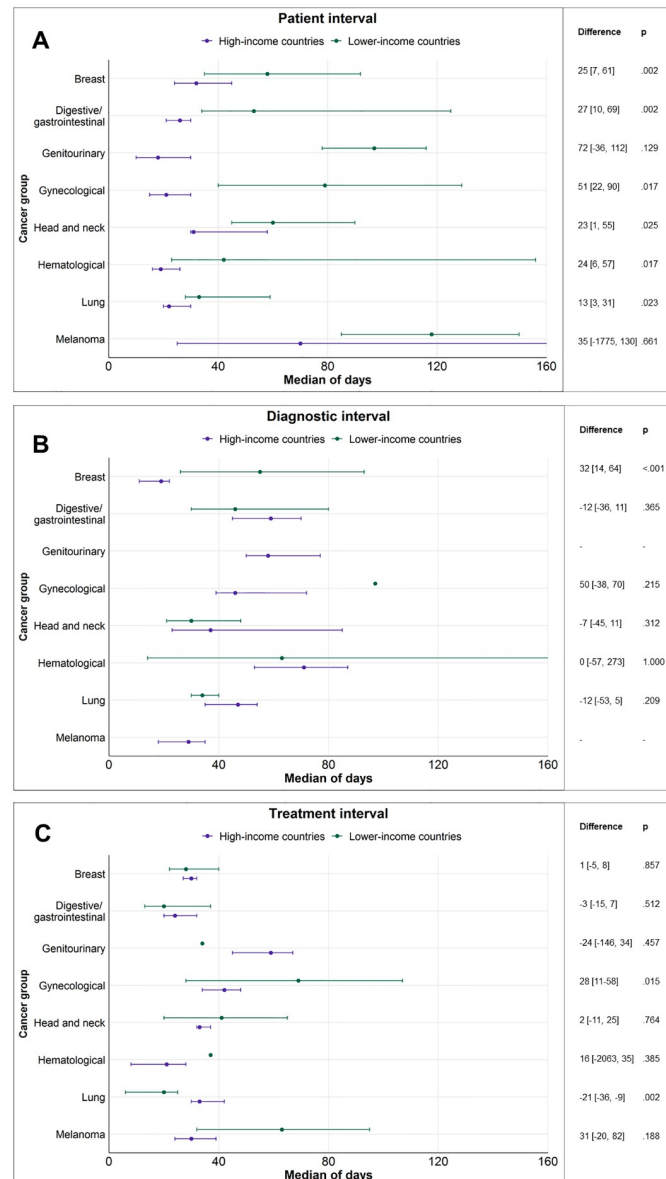 Patient interval
A
High-income countries Lower-income countries
Difference p
Breast 25 [7, 61] .002
Digestive/
gastrointestinal 27 [10, 69] .002
Genitourinary 72 [-36, 112] .129
Gynecological 51 [22, 90] .017
Head and neck 23 [1, 55] .025
Hematological 24 [6, 57] .017
Lung 13 [3, 31] .023
Melanoma 35 [-1775, 130] .661
Cancer group
0 40 80 120 160
Median of days
Diagnostic interval
B
High-income countries Lower-income countries
Difference p
Breast 32 [14, 64] <.001
Digestive/
gastrointestinal -12 [-36, 11] .365
Genitourinary - -
Gynecological 50 [-38, 70] .215
Head and neck -7 [-45, 11] .312
Hematological 0 [-57, 273] 1.000
Lung -12 [-53, 5] .209
Melanoma - -
Cancer group
0 40 80 120 160
Median of days
Treatment interval
C
High-income countries Lower-income countries
Difference p
Breast 1 [-5, 8] .857
Digestive/
gastrointestinal -3 [-15, 7] .512
Genitourinary -24 [-146, 34] .457
Gynecological 28 [11-58] .015
Head and neck 2 [-11, 25] .764
Hematological 16 [-2063, 35] .385
Lung -21 [-36, -9] .002
Melanoma 31 [-20, 82] .188
Cancer group
0 40 80 120 160
Median of days